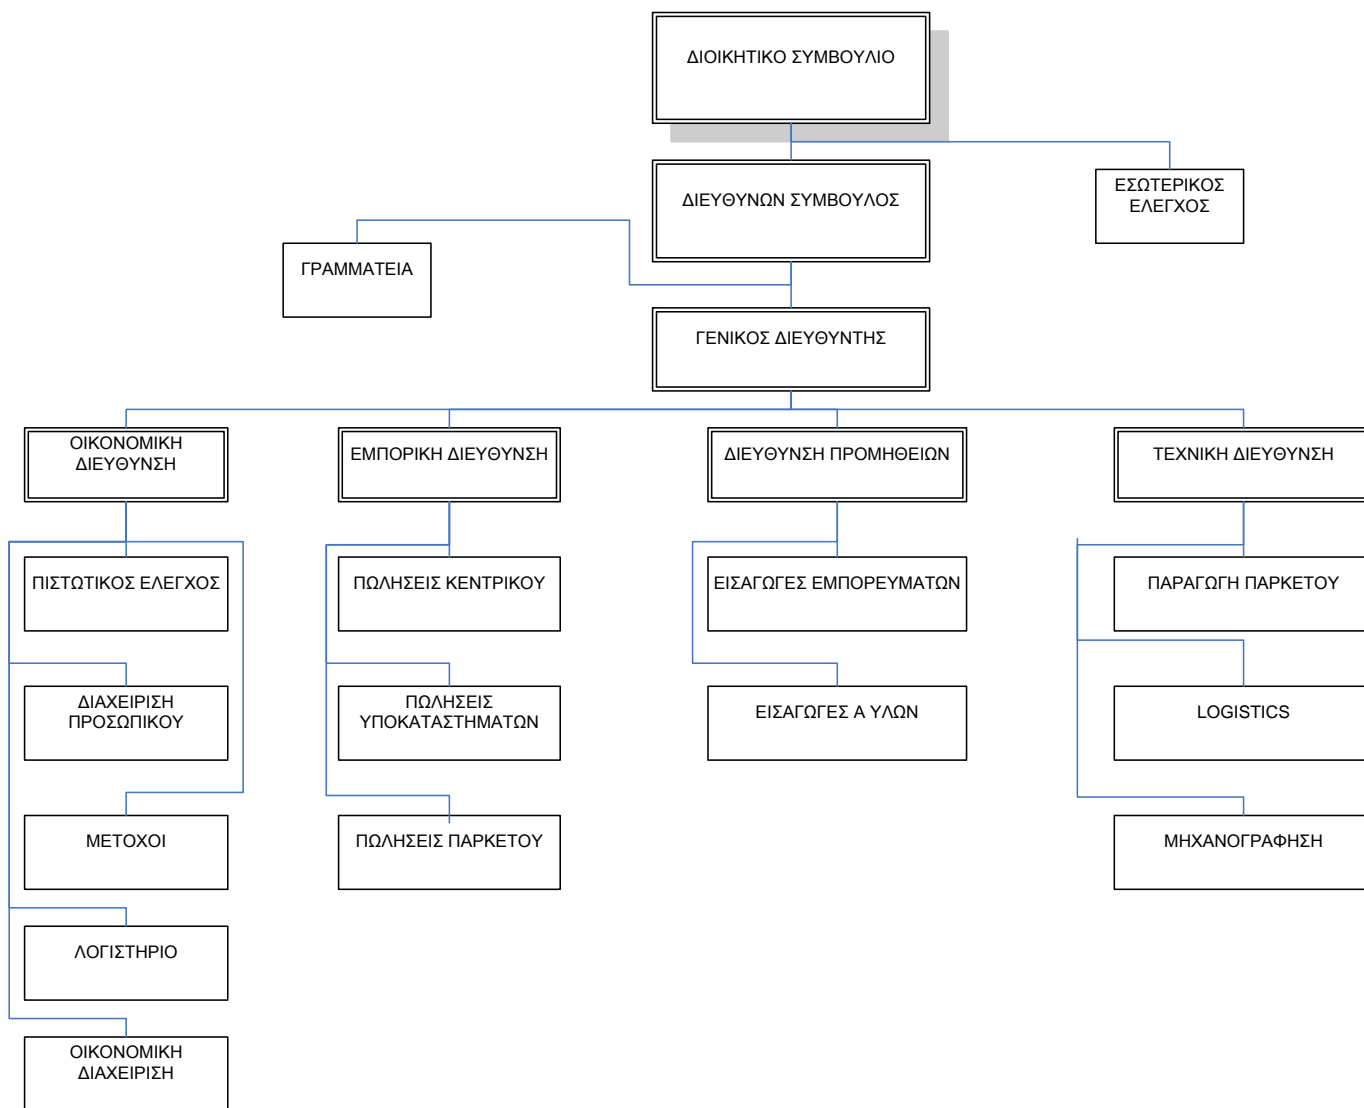 ΔΙΟΙΚΗΤΙΚΟ ΣΥΜΒΟΥΛΙΟ
ΔΙΕΥΘΥΝΩΝ ΣΥΜΒΟΥΛΟΣ
ΕΣΩΤΕΡΙΚΟΣ
ΕΛΕΓΧΟΣ
ΓΡΑΜΜΑΤΕΙΑ
ΓΕΝΙΚΟΣ ΔΙΕΥΘΥΝΤΗΣ
ΟΙΚΟΝΟΜΙΚΗ
ΔΙΕΥΘΥΝΣΗ
ΕΜΠΟΡΙΚΗ ΔΙΕΥΘΥΝΣΗ
ΔΙΕΥΘΥΝΣΗ ΠΡΟΜΗΘΕΙΩΝ
ΤΕΧΝΙΚΗ ΔΙΕΥΘΥΝΣΗ
ΠΙΣΤΩΤΙΚΟΣ ΕΛΕΓΧΟΣ
ΠΩΛΗΣΕΙΣ ΚΕΝΤΡΙΚΟΥ
ΕΙΣΑΓΩΓΕΣ ΕΜΠΟΡΕΥΜΑΤΩΝ
ΠΑΡΑΓΩΓΗ ΠΑΡΚΕΤΟΥ
ΔΙΑΧΕΙΡΙΣΗ
ΠΡΟΣΩΠΙΚΟΥ
ΠΩΛΗΣΕΙΣ
ΥΠΟΚΑΤΑΣΤΗΜΑΤΩΝ
ΕΙΣΑΓΩΓΕΣ Α ΥΛΩΝ
LOGISTICS
ΜΕΤΟΧΟΙ
ΠΩΛΗΣΕΙΣ ΠΑΡΚΕΤΟΥ
ΜΗΧΑΝΟΓΡΑΦΗΣΗ
ΛΟΓΙΣΤΗΡΙΟ
ΟΙΚΟΝΟΜΙΚΗ
ΔΙΑΧΕΙΡΙΣΗ